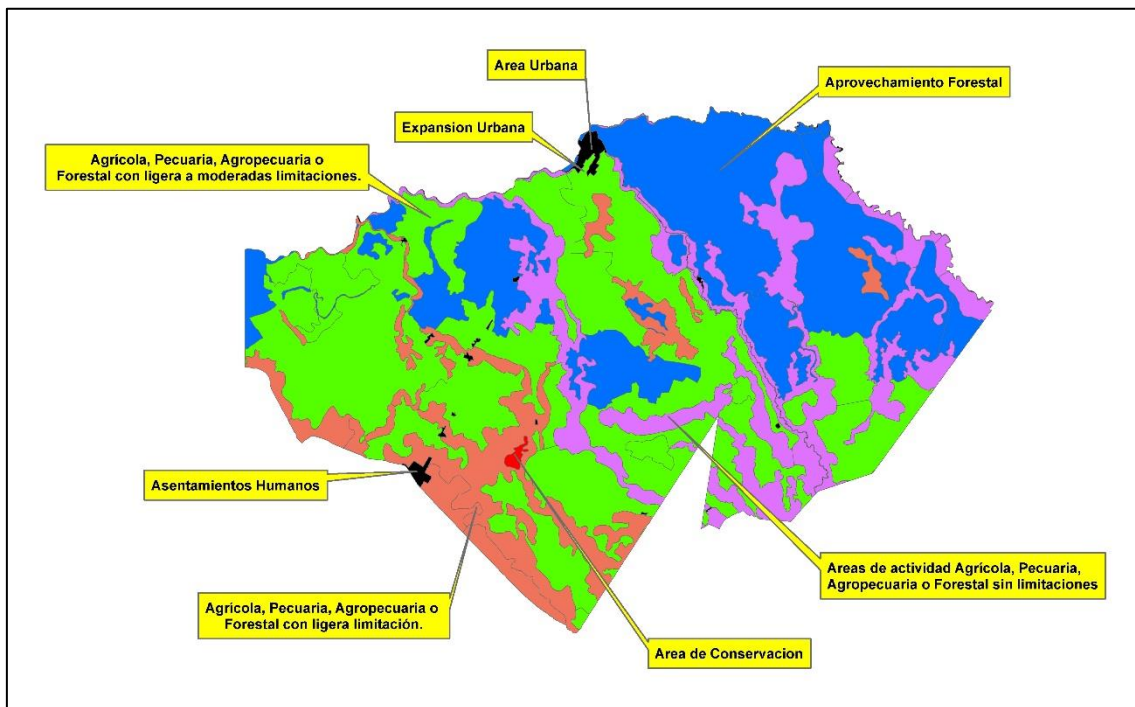 Area Urbana
Aprovechamiento Forestal
Expansion Urbana
Agrícola, Pecuaria, Agropecuaria o
Forestal con ligera a moderadas limitaciones.
Asentamientos Humanos
Areas de actividad Agrícola, Pecuaria,
Agropecuaria o Forestal sin limitaciones
Agrícola, Pecuaria, Agropecuaria o
Forestal con ligera limitación.
Area de Conservacion